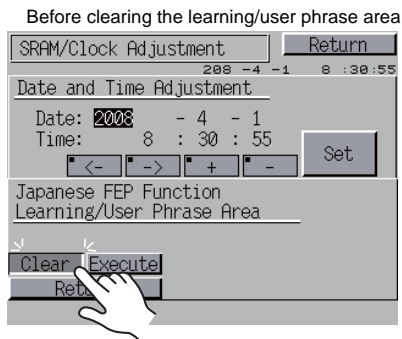 Before clearing the learning/user phrase area
SRAM/Clock Adjustment Return
208 -4 -1 8 :30:55
Date and Time Adjustment
Date: 2008 - 4 - 1
Time: 8 : 30 : 55
<- -> + - Set
Japanese FEP Function
Learning/User Phrase Area
Clear Execute